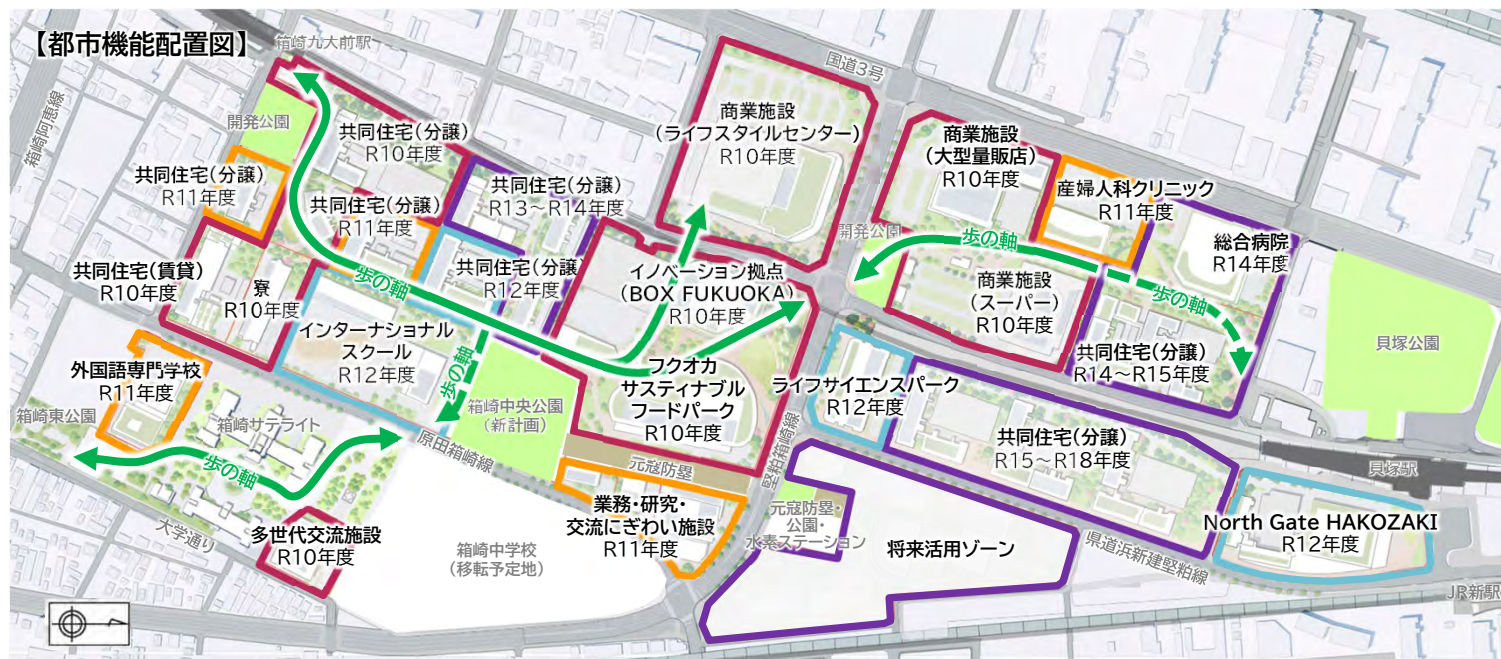 【都市機能配置図】
箱崎九大前駅
国道3号
箱崎阿恵線
開発公園
共同住宅(分譲)
R10年度
商業施設
(ライフスタイルセンター)
R10年度
商業施設
(大型量販店)
R10年度
共同住宅(分譲)
R11年度
共同住宅(分譲)
R11年度
共同住宅(分譲)
R13~R14年度
産婦人科クリニック
R11年度
開発公園
歩の軸
総合病院
R14年度
共同住宅(賃貸)
R10年度
寮
R10年度
歩の軸
共同住宅(分譲)
R12年度
イノベーション拠点
(BOX FUKUOKA)
R10年度
商業施設
(スーパー)
R10年度
歩の軸
インターナショナル
スクール
R12年度
歩の軸
共同住宅(分譲)
R14~R15年度
貝塚公園
外国語専門学校
R11年度
フクオカ
サスティナブル
フードパーク
R10年度
ライフサイエンスパーク
R12年度
箱崎東公園
箱崎サテライト
箱崎中央公園
(新計画)
共同住宅(分譲)
R15~R18年度
歩の軸
原田箱崎線
元寇防塁
堅粕箱崎線
貝塚駅
大学通り
多世代交流施設
R10年度
業務・研究・
交流にぎわい施設
R11年度
元寇防塁・
公園・
水素ステーション
North Gate HAKOZAKI
R12年度
箱崎中学校
(移転予定地)
将来活用ゾーン
県道浜新建堅粕線
JR新駅